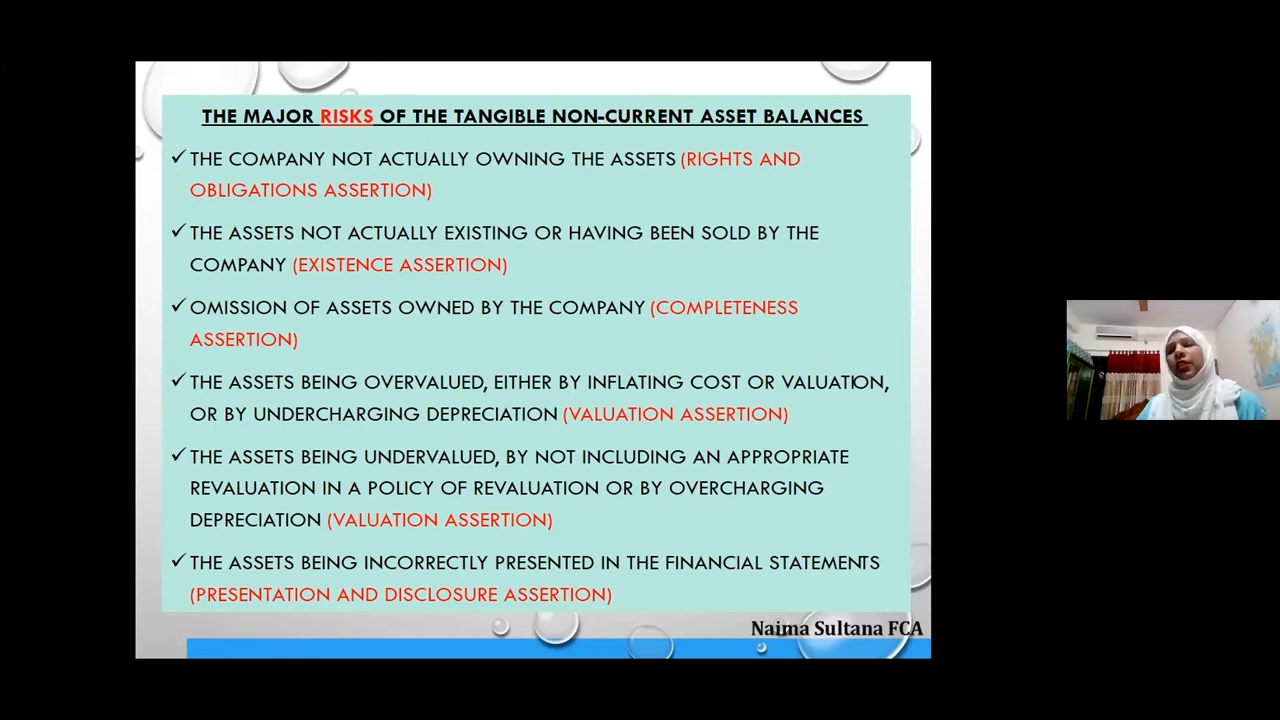 THE MAJOR RISKS OF THE TANGIBLE NON-CURRENT ASSET BALANCES
✓ THE COMPANY NOT ACTUALLY OWNING THE ASSETS (RIGHTS AND
OBLIGATIONS ASSERTION)
✓ THE ASSETS NOT ACTUALLY EXISTING OR HAVING BEEN SOLD BY THE
COMPANY (EXISTENCE ASSERTION)
✓ OMISSION OF ASSETS OWNED BY THE COMPANY (COMPLETENESS
ASSERTION)
✓ THE ASSETS BEING OVERVALUED, EITHER BY INFLATING COST OR VALUATION,
OR BY UNDERCHARGING DEPRECIATION (VALUATION ASSERTION)
✓ THE ASSETS BEING UNDERVALUED, BY NOT INCLUDING AN APPROPRIATE
REVALUATION IN A POLICY OF REVALUATION OR BY OVERCHARGING
DEPRECIATION (VALUATION ASSERTION)
✓ THE ASSETS BEING INCORRECTLY PRESENTED IN THE FINANCIAL STATEMENTS
(PRESENTATION AND DISCLOSURE ASSERTION)
Naima Sultana FCA